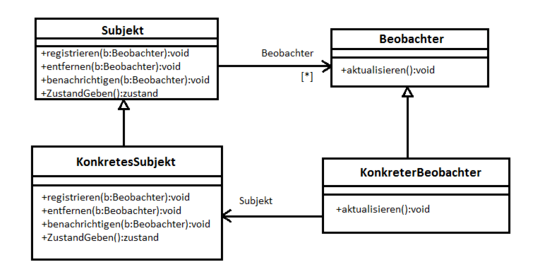 Subjekt
+registrieren(b:Beobachter):void
+entfernen(b:Beobachter):void
+benachrichtigen(b:Beobachter):void
+ZustandGeben():zustand
Beobachter
[*]
Beobachter
+aktualisieren():void
KonkretesSubjekt
+registrieren(b:Beobachter):void
+entfernen(b:Beobachter):void
+benachrichtigen(b:Beobachter):void
+ZustandGeben():zustand
Subjekt
KonkreterBeobachter
+aktualisieren():void